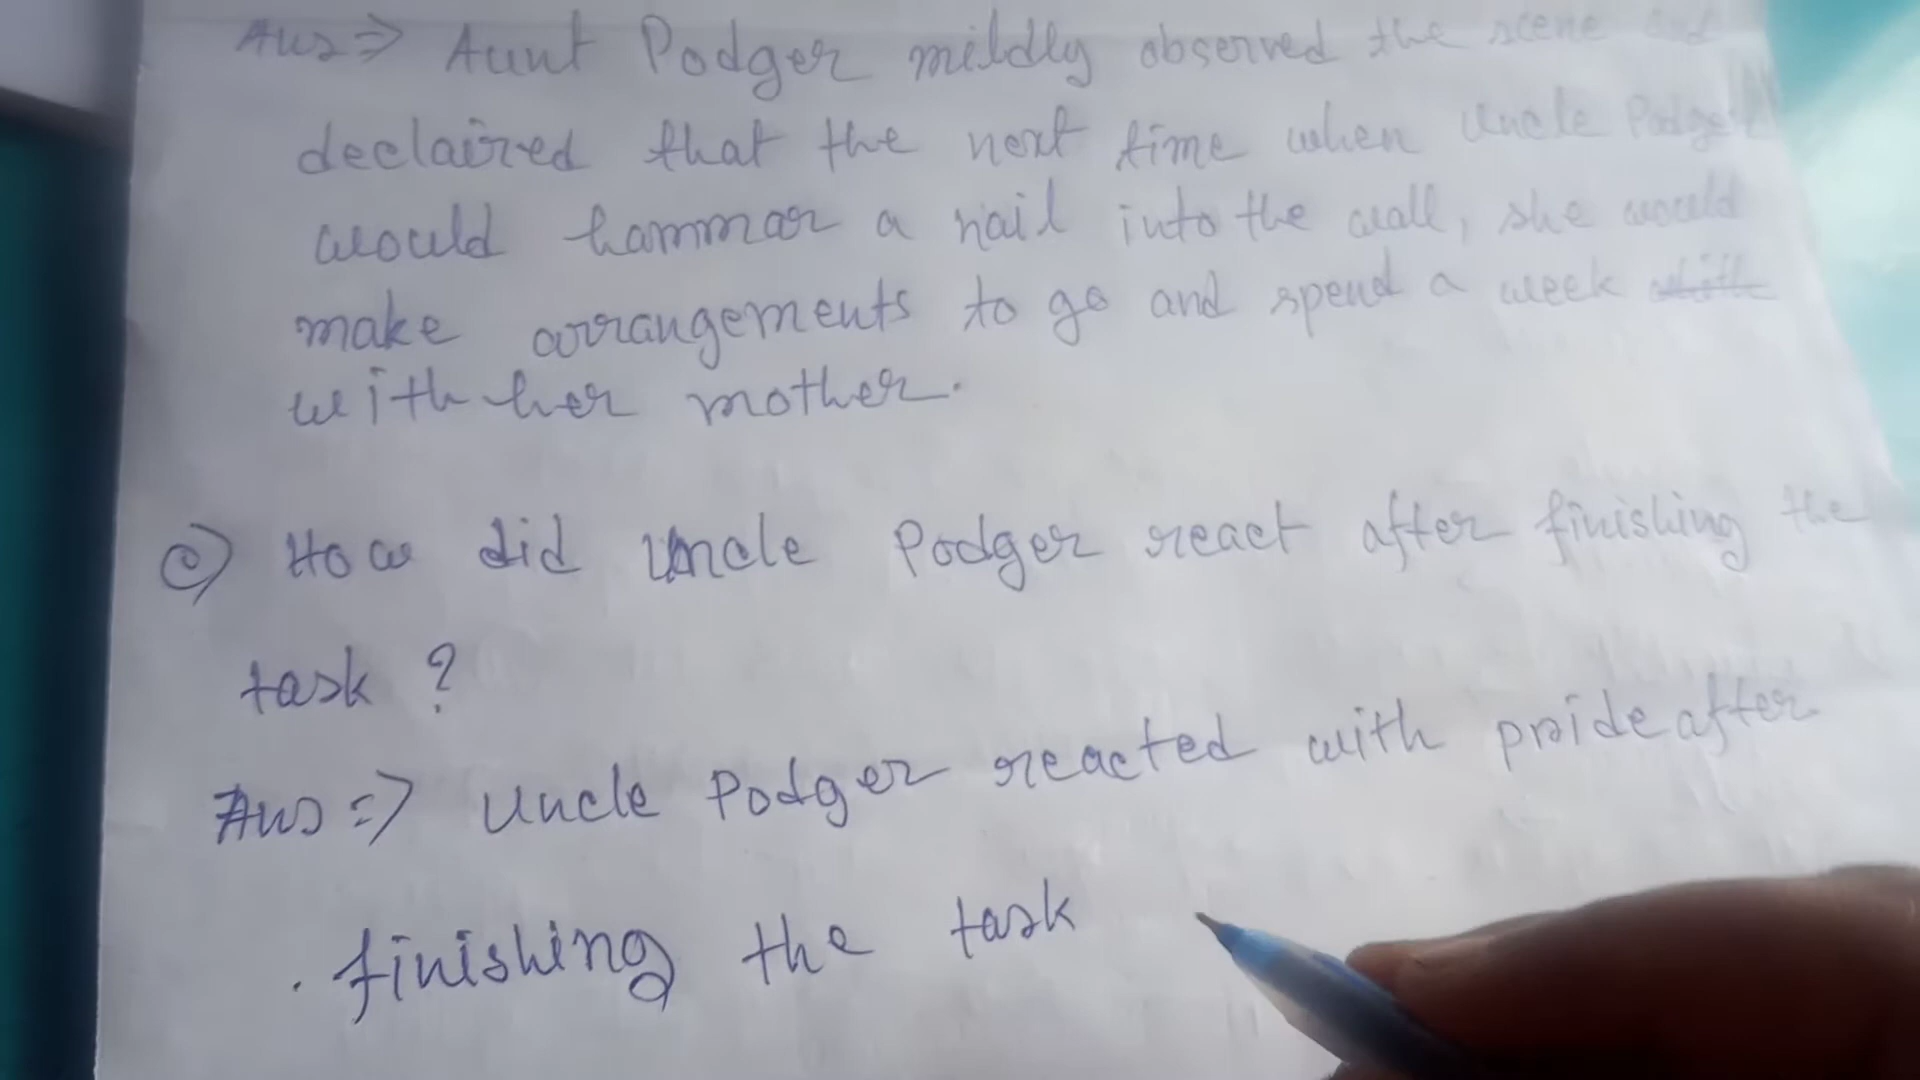 Ans => Aunt Podger mildly observed the scene and
declaired that the next time when Uncle Podger
would hammar a nail into the wall, she would
make arrangements to go and spend a week
with her mother.
c) How did Uncle Podger react after finishing the
task ?
Ans => Uncle Podger reacted with pride after
finishing the task